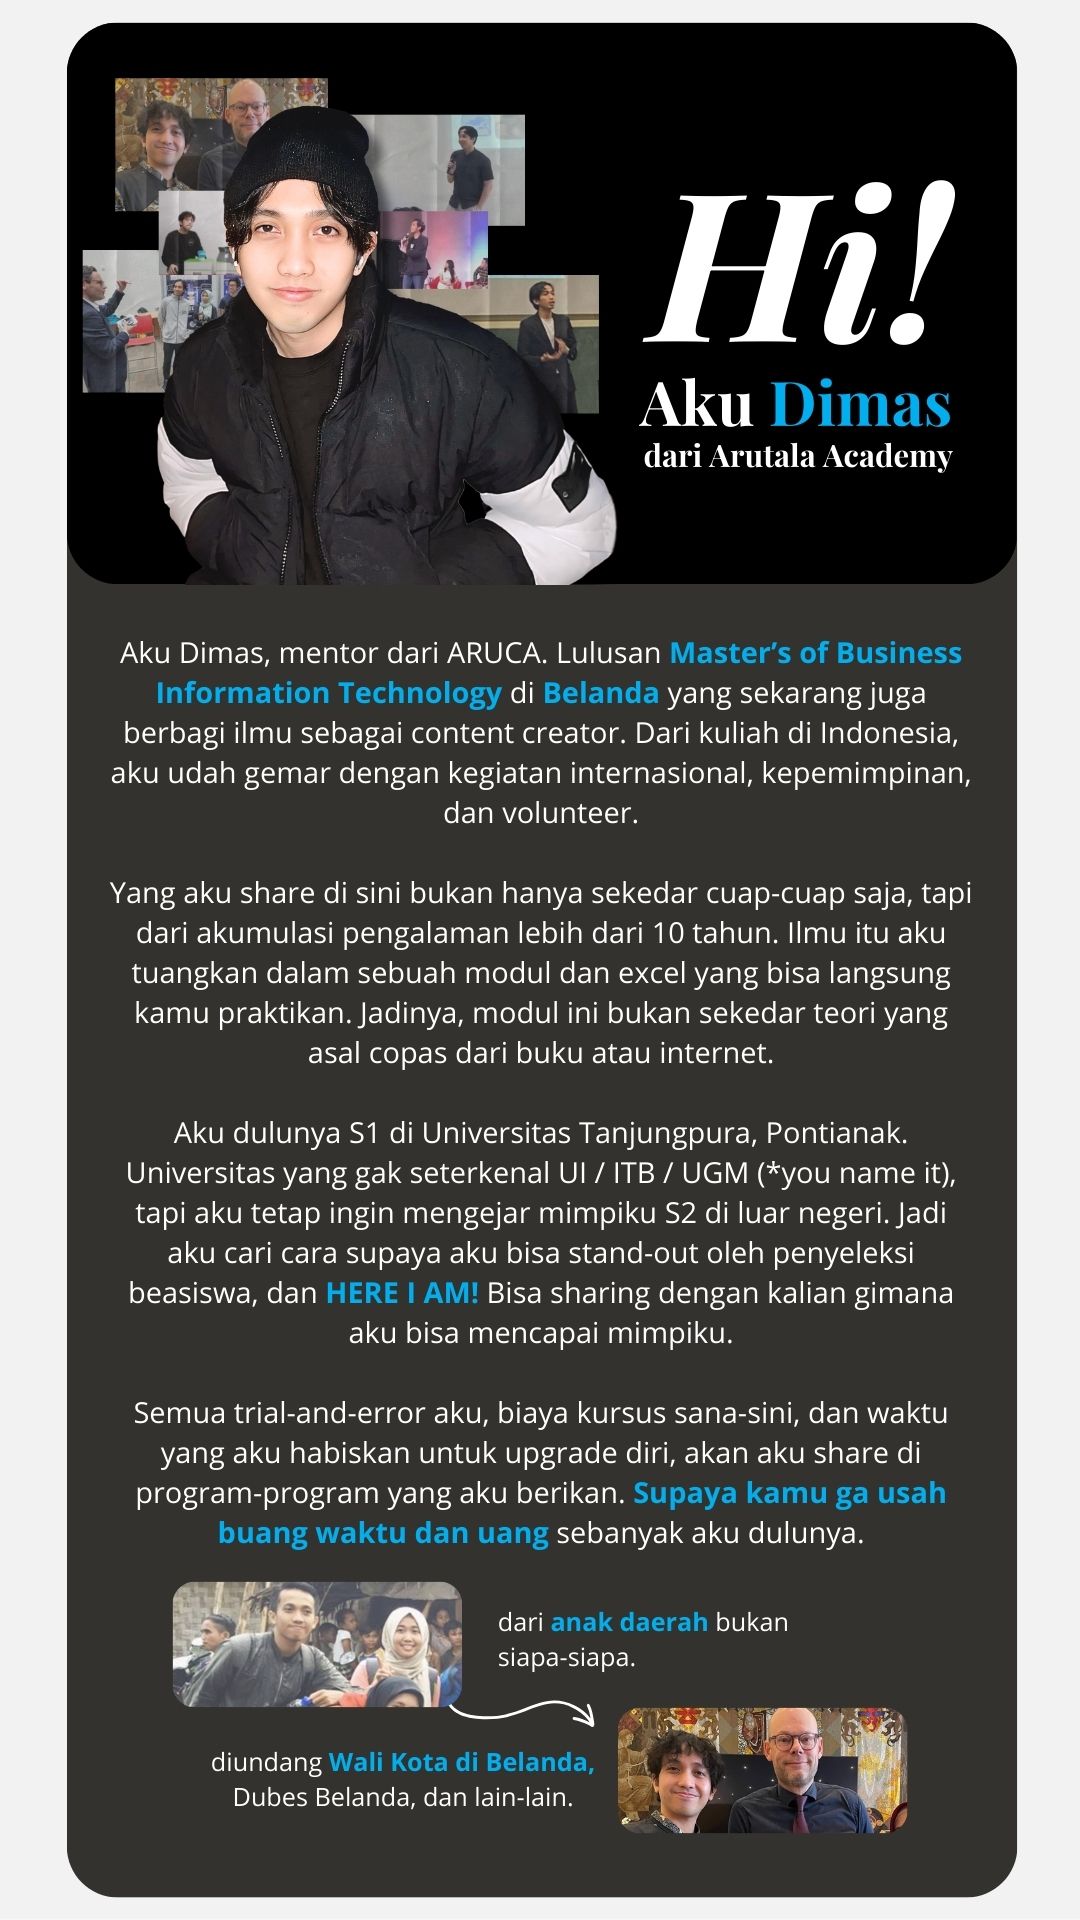 Hi!
Aku Dimas
dari Arutala Academy
Aku Dimas, mentor dari ARUCA. Lulusan Master's of Business
Information Technology di Belanda yang sekarang juga
berbagi ilmu sebagai content creator. Dari kuliah di Indonesia,
aku udah gemar dengan kegiatan internasional, kepemimpinan,
dan volunteer.
Yang aku share di sini bukan hanya sekedar cuap-cuap saja, tapi
dari akumulasi pengalaman lebih dari 10 tahun. Ilmu itu aku
tuangkan dalam sebuah modul dan excel yang bisa langsung
kamu praktikan. Jadinya, modul ini bukan sekedar teori yang
asal copas dari buku atau internet.
Aku dulunya S1 di Universitas Tanjungpura, Pontianak.
Universitas yang gak seterkenal UI / ITB / UGM (*you name it),
tapi aku tetap ingin mengejar mimpiku S2 di luar negeri. Jadi
aku cari cara supaya aku bisa stand-out oleh penyeleksi
beasiswa, dan HERE I AM! Bisa sharing dengan kalian gimana
aku bisa mencapai mimpiku.
Semua trial-and-error aku, biaya kursus sana-sini, dan waktu
yang aku habiskan untuk upgrade diri, akan aku share di
program-program yang aku berikan. Supaya kamu ga usah
buang waktu dan uang sebanyak aku dulunya.
dari anak daerah bukan
siapa-siapa.
diundang Wali Kota di Belanda,
Dubes Belanda, dan lain-lain.